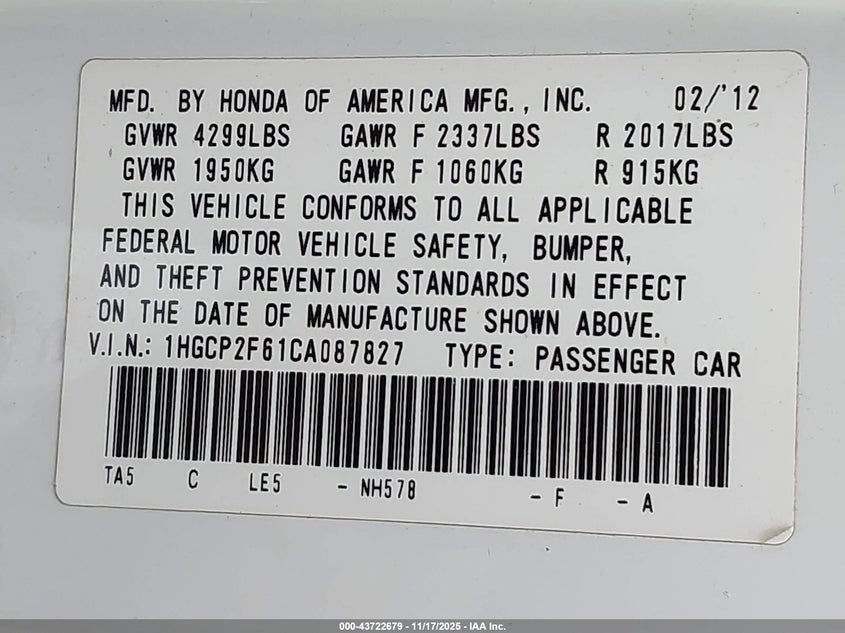 MFD. BY HONDA OF AMERICA MFG., INC. 02/'12
GVWR 4299LBS GAWR F 2337LBS R 2017LBS
GVWR 1950KG GAWR F 1060KG R 915KG
THIS VEHICLE CONFORMS TO ALL APPLICABLE
FEDERAL MOTOR VEHICLE SAFETY, BUMPER,
AND THEFT PREVENTION STANDARDS IN EFFECT
ON THE DATE OF MANUFACTURE SHOWN ABOVE.
V.I.N.: 1HGCP2F61CA087827 TYPE: PASSENGER CAR
TA5 C LE5 - NH578 - F - A
000-43722679 - 11/17/2025 - IAA Inc.